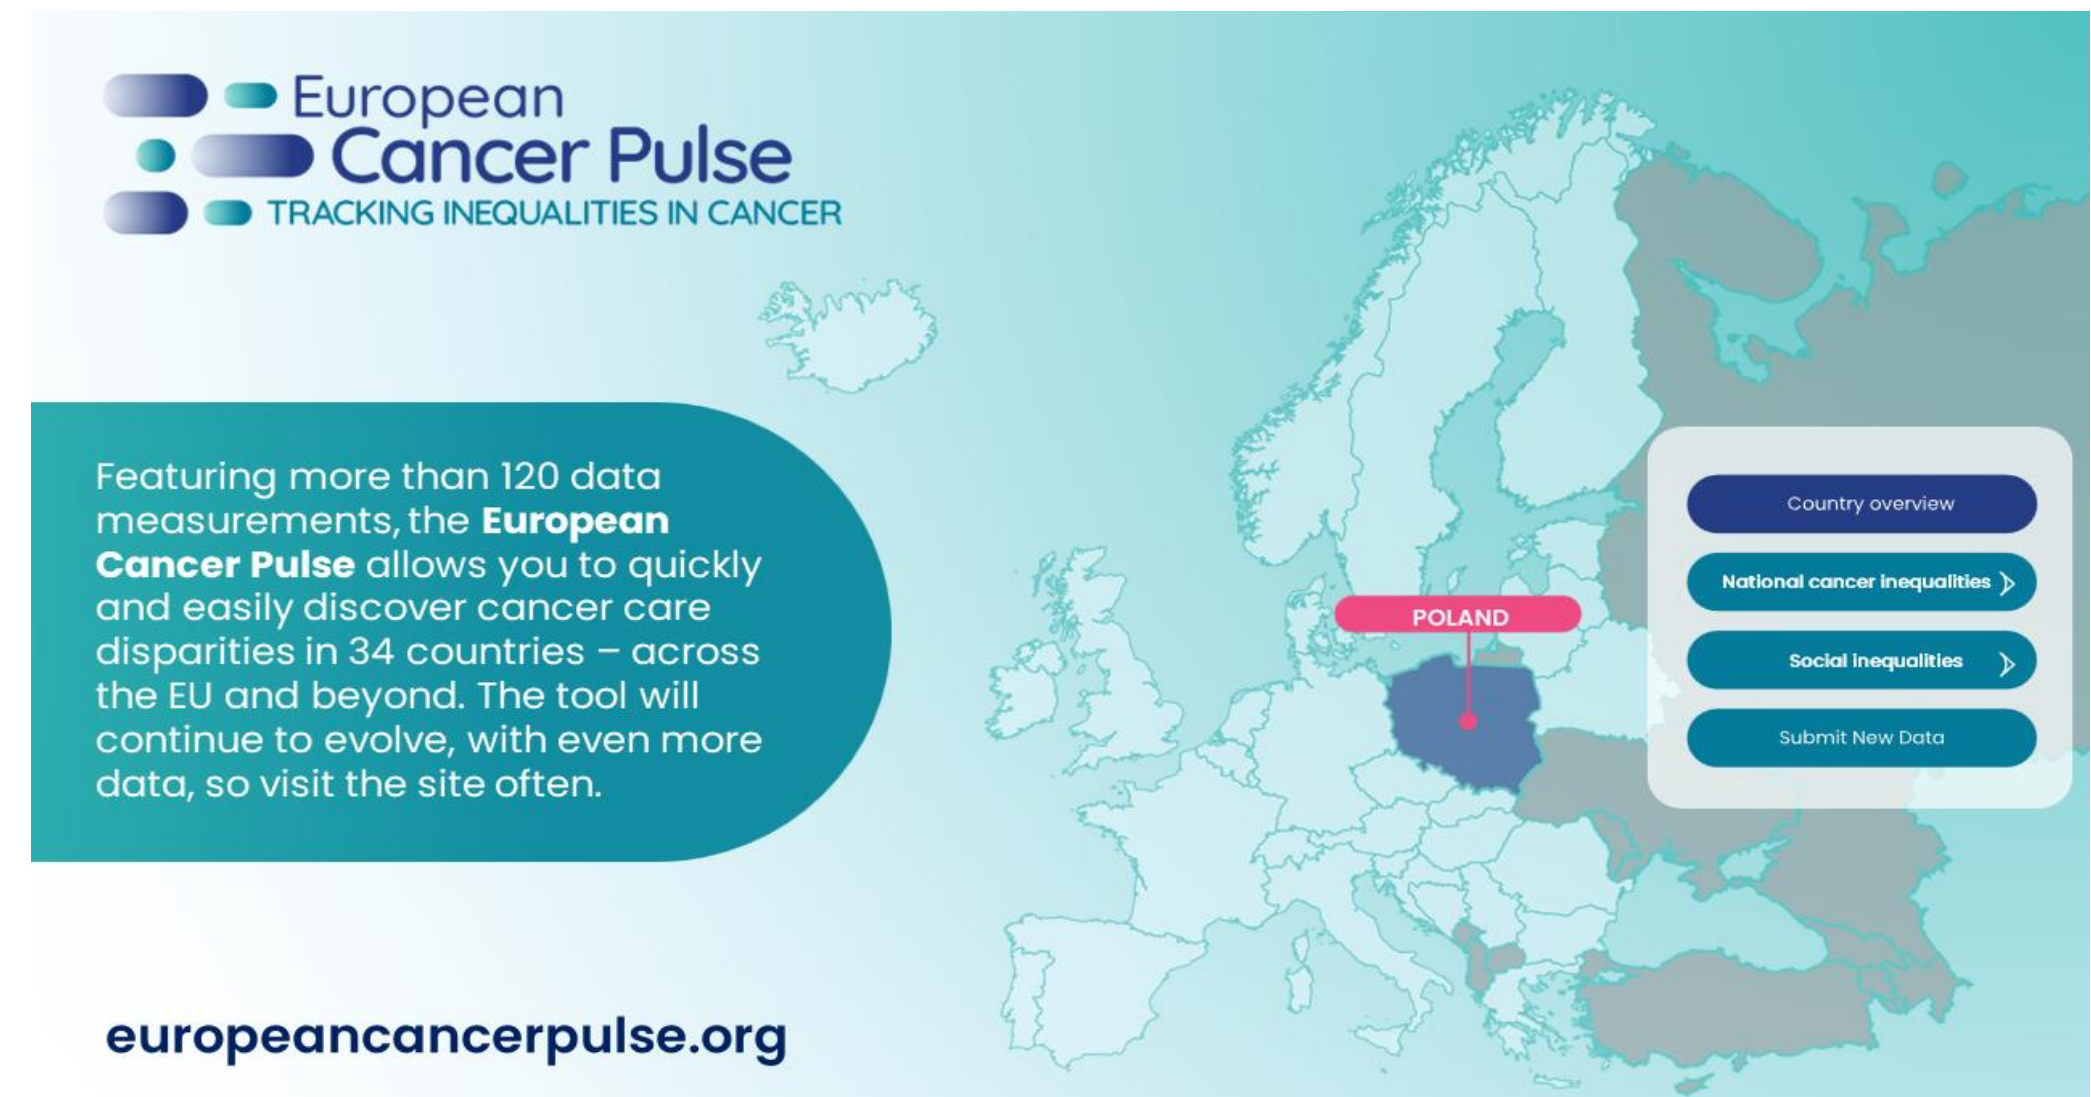 European
Cancer Pulse
TRACKING INEQUALITIES IN CANCER
Featuring more than 120 data
measurements, the European
Cancer Pulse allows you to quickly
and easily discover cancer care
disparities in 34 countries – across
the EU and beyond. The tool will
continue to evolve, with even more
data, so visit the site often.
europeancancerpulse.org
POLAND
Country overview
National cancer inequalities
Social inequalities
Submit New Data